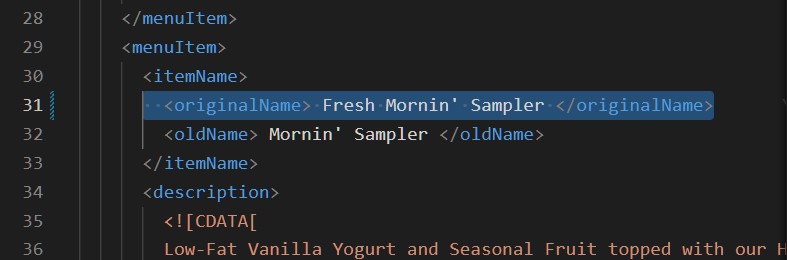 28 </menuItem>
29 <menuItem>
30 <itemName>
31 <originalName> Fresh Mornin' Sampler </originalName>
32 <oldName> Mornin' Sampler </oldName>
33 </itemName>
34 <description>
35 <![CDATA[
36 Low-Fat Vanilla Yogurt and Seasonal Fruit topped with our